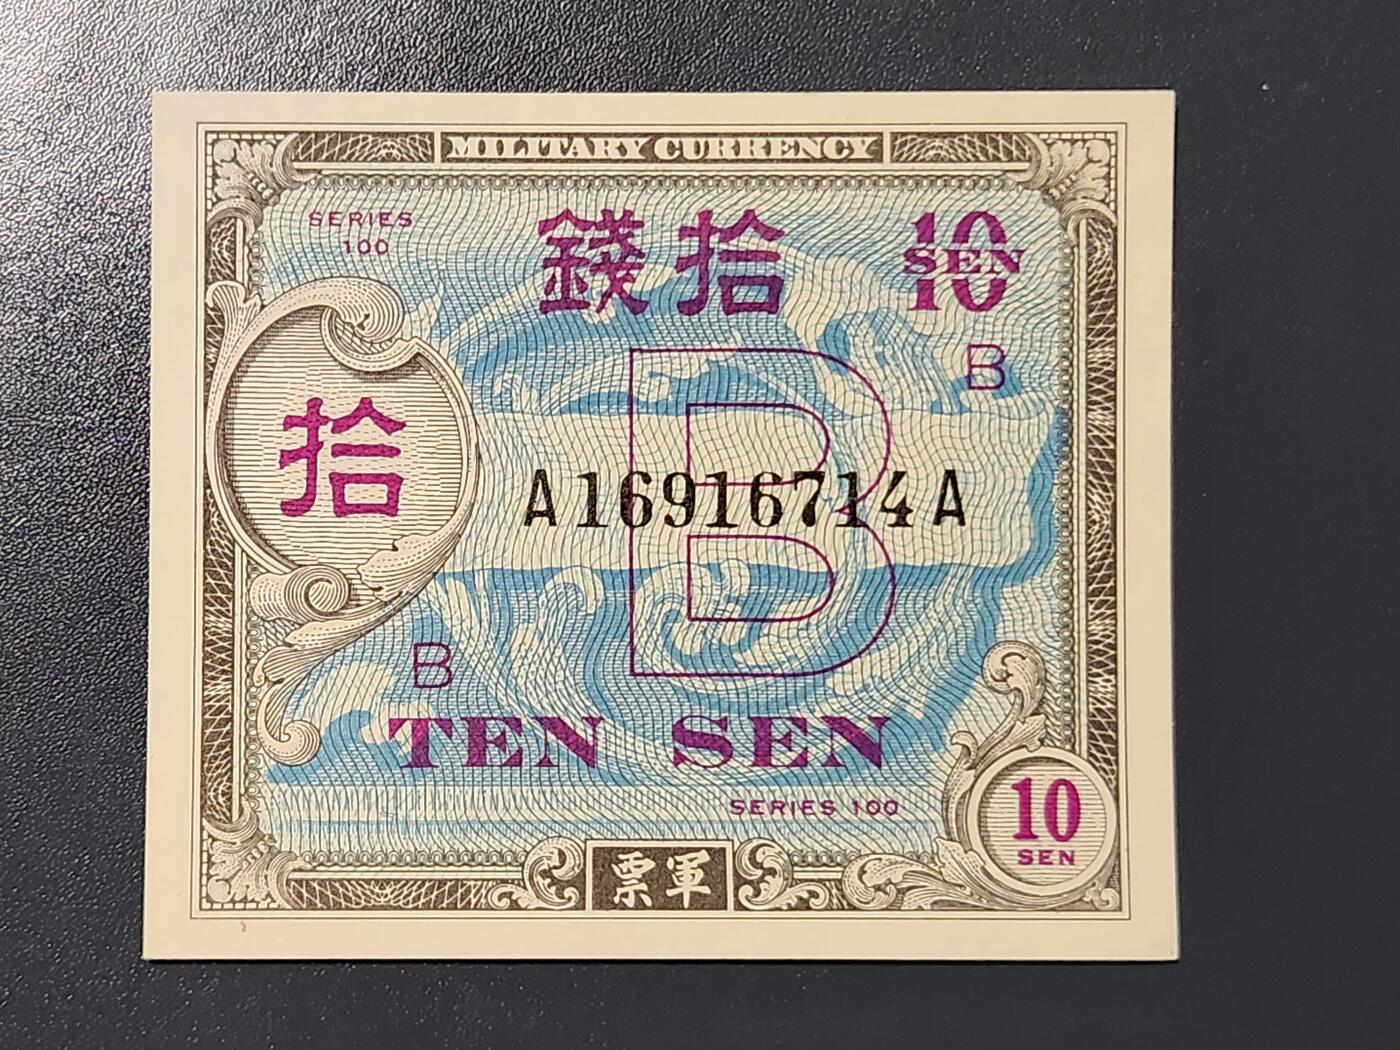 MILITARY CURRENCY
SERIES
100
錢拾
10
SEN
10
B
拾
B
A16916714A
B
TEN SEN
SERIES 100
10
SEN
票軍